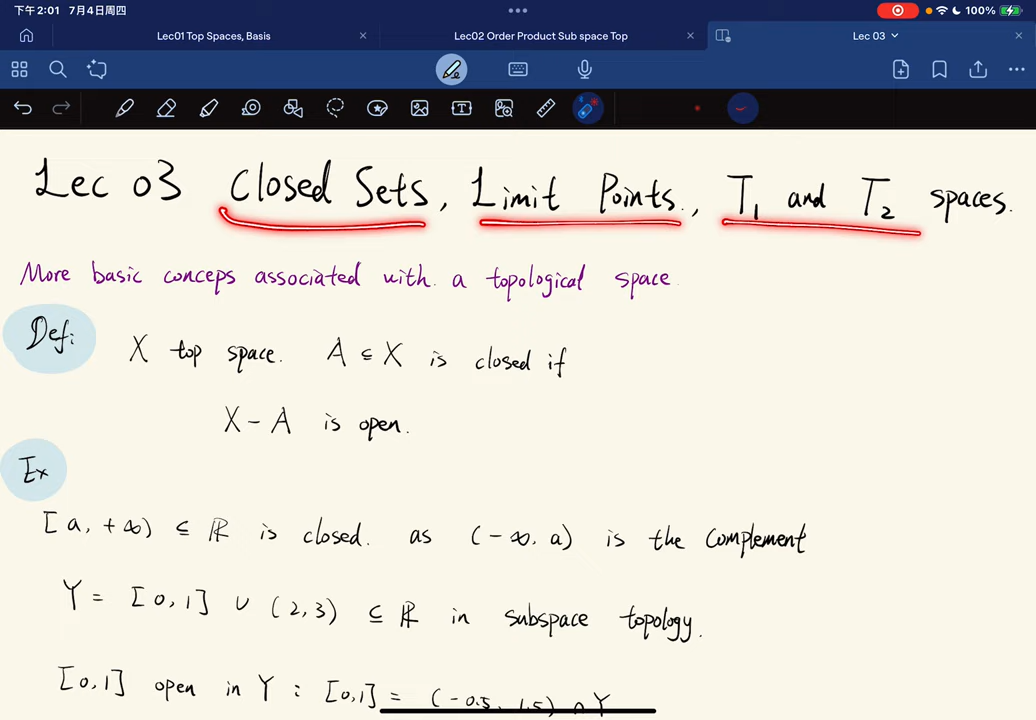 下午2:01 7月4日周四
100%
Lec01 Top Spaces, Basis
Lec02 Order Product Sub space Top
Lec 03
Lec 03 Closed Sets, Limit Points, T₁ and T₂ spaces.
More basic conceps associated with a topological space.
Def:
X top space. A ⊆ X is closed if
X - A is open.
Ex
[a, +∞) ⊆ ℝ is closed. as (-∞, a) is the complement
Y = [0, 1] ∪ (2, 3) ⊆ ℝ in subspace topology.
[0,1] open in Y : [0,1] = (-0.5, 1.5) ∩ Y